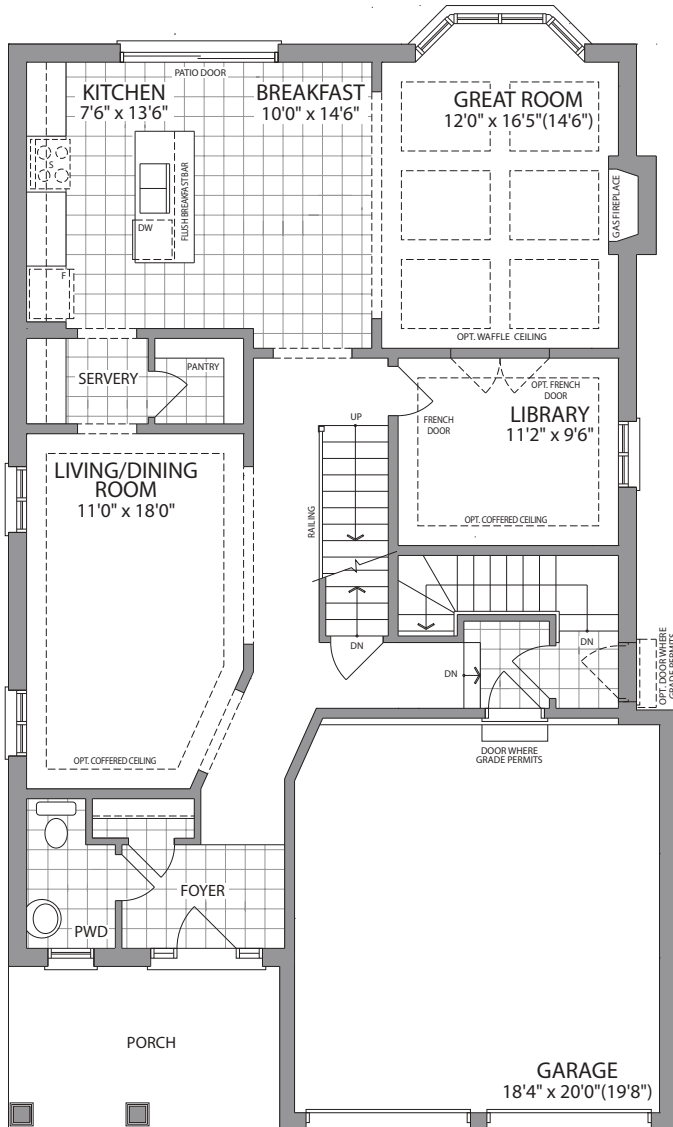 PATIO DOOR
KITCHEN
7'6" x 13'6"
BREAKFAST
10'0" x 14'6"
GREAT ROOM
12'0" x 16'5"(14'6")
S
DW
FLUSH BREAKFAST BAR
F
GAS FIREPLACE
OPT. WAFFLE CEILING
SERVERY
PANTRY
OPT. FRENCH
DOOR
FRENCH
DOOR
LIBRARY
11'2" x 9'6"
OPT. COFFERED CEILING
UP
RAILING
LIVING/DINING
ROOM
11'0" x 18'0"
DN
DN
DN
OPT. DOOR WHERE
GRADE PERMITS
DOOR WHERE
GRADE PERMITS
OPT. COFFERED CEILING
FOYER
PWD
PORCH
GARAGE
18'4" x 20'0"(19'8")